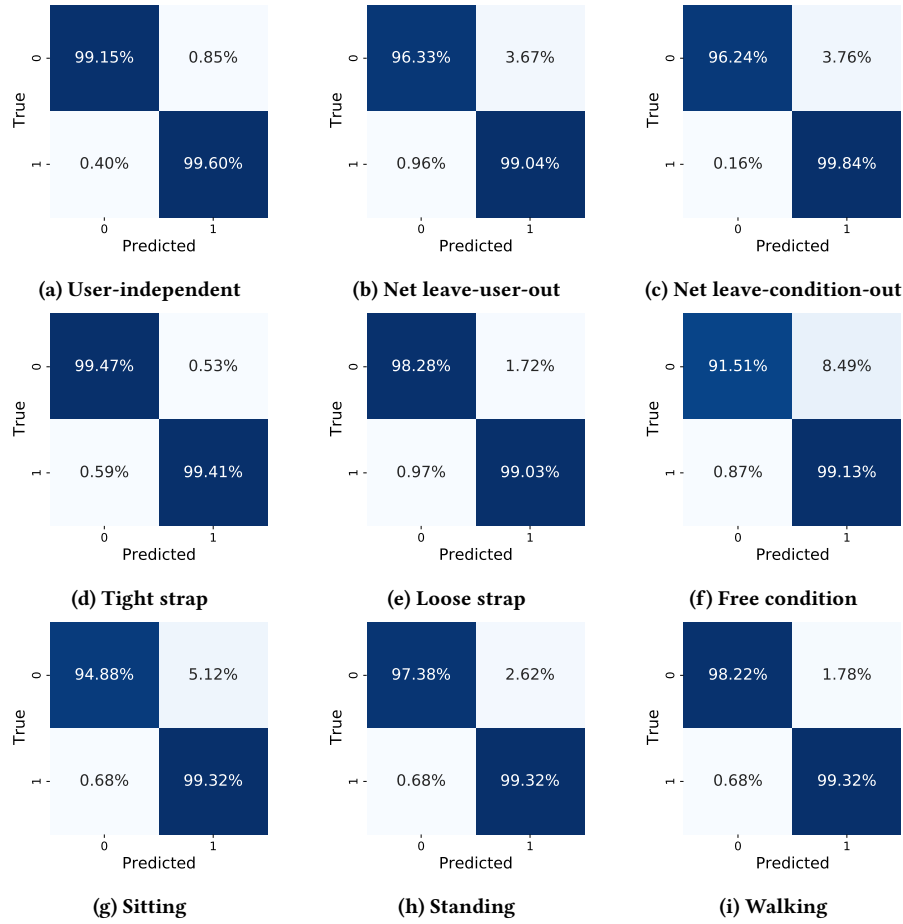 0 99.15% 0.85%
True
1 0.40% 99.60%
0 1
Predicted
(a) User-independent
0 96.33% 3.67%
True
1 0.96% 99.04%
0 1
Predicted
(b) Net leave-user-out
0 96.24% 3.76%
True
1 0.16% 99.84%
0 1
Predicted
(c) Net leave-condition-out
0 99.47% 0.53%
True
1 0.59% 99.41%
0 1
Predicted
(d) Tight strap
0 98.28% 1.72%
True
1 0.97% 99.03%
0 1
Predicted
(e) Loose strap
0 91.51% 8.49%
True
1 0.87% 99.13%
0 1
Predicted
(f) Free condition
0 94.88% 5.12%
True
1 0.68% 99.32%
0 1
Predicted
(g) Sitting
0 97.38% 2.62%
True
1 0.68% 99.32%
0 1
Predicted
(h) Standing
0 98.22% 1.78%
True
1 0.68% 99.32%
0 1
Predicted
(i) Walking